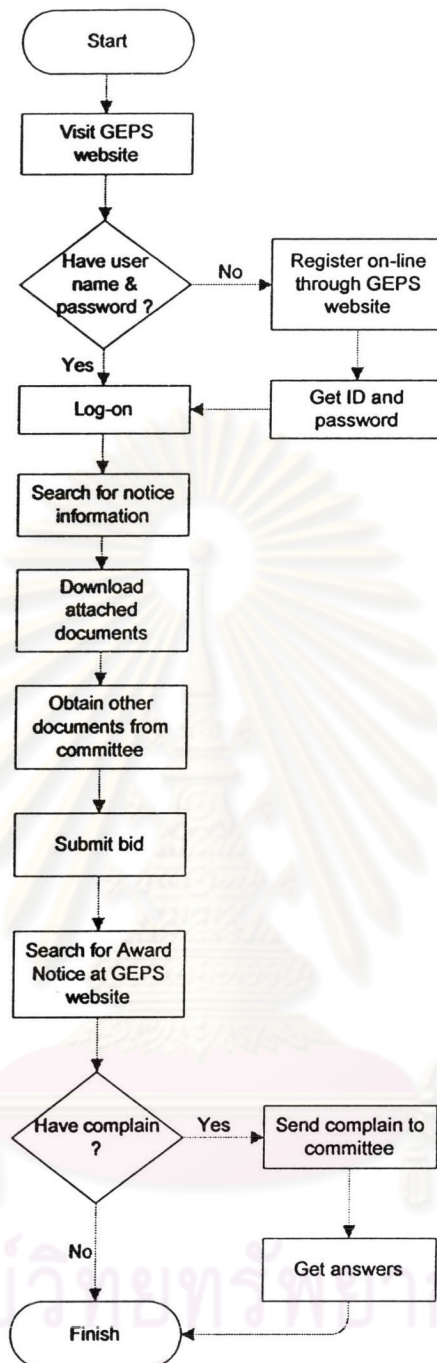 Start
Visit GEPS
website
Have user
name &
password ?
No
Register on-line
through GEPS
website
Yes
Get ID and
password
Log-on
Search for notice
information
Download
attached
documents
Obtain other
documents from
committee
Submit bid
Search for Award
Notice at GEPS
website
Have complain
?
Yes
Send complain to
committee
No
Get answers
Finish